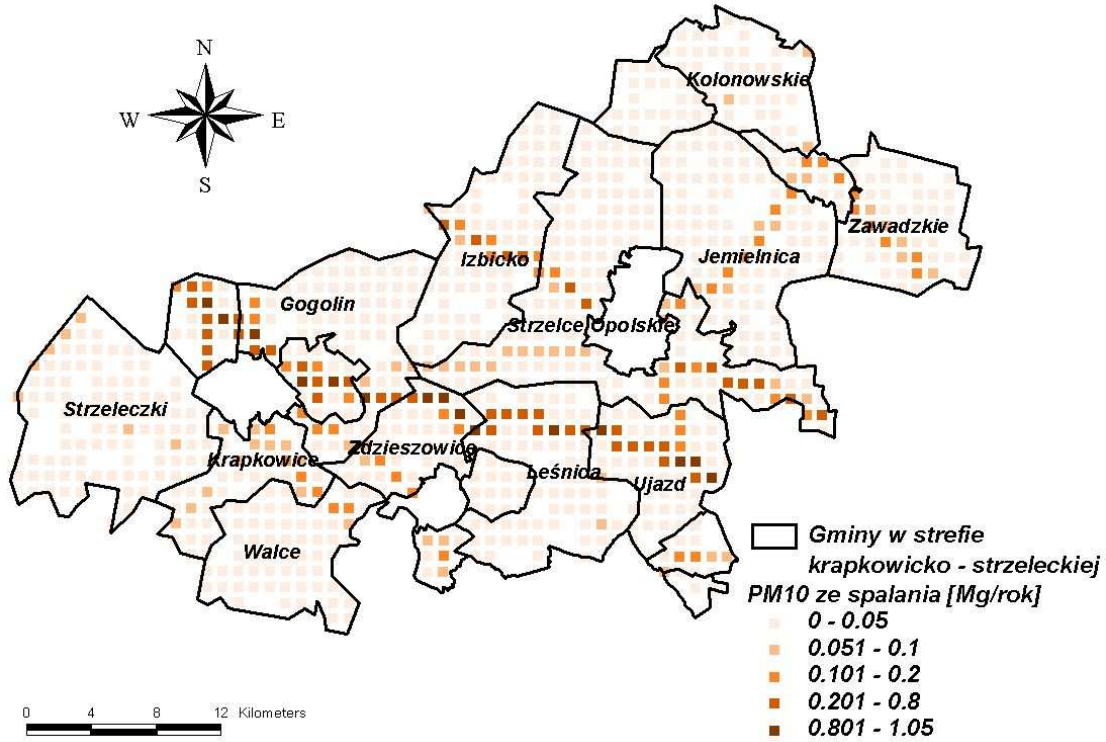 N
W E
S
Kolonowskie
Zawadzkie
Izbicko
Jemielnica
Gogolin
Strzelce Opolskie
Strzeleczki
Zdzieszowice
Krapkowice
Leśnica
Ujazd
Walce
Gminy w strefie
krapkowicko - strzeleckiej
PM10 ze spalania [Mg/rok]
0 - 0.05
0.051 - 0.1
0.101 - 0.2
0.201 - 0.8
0.801 - 1.05
0 4 8 12 Kilometers